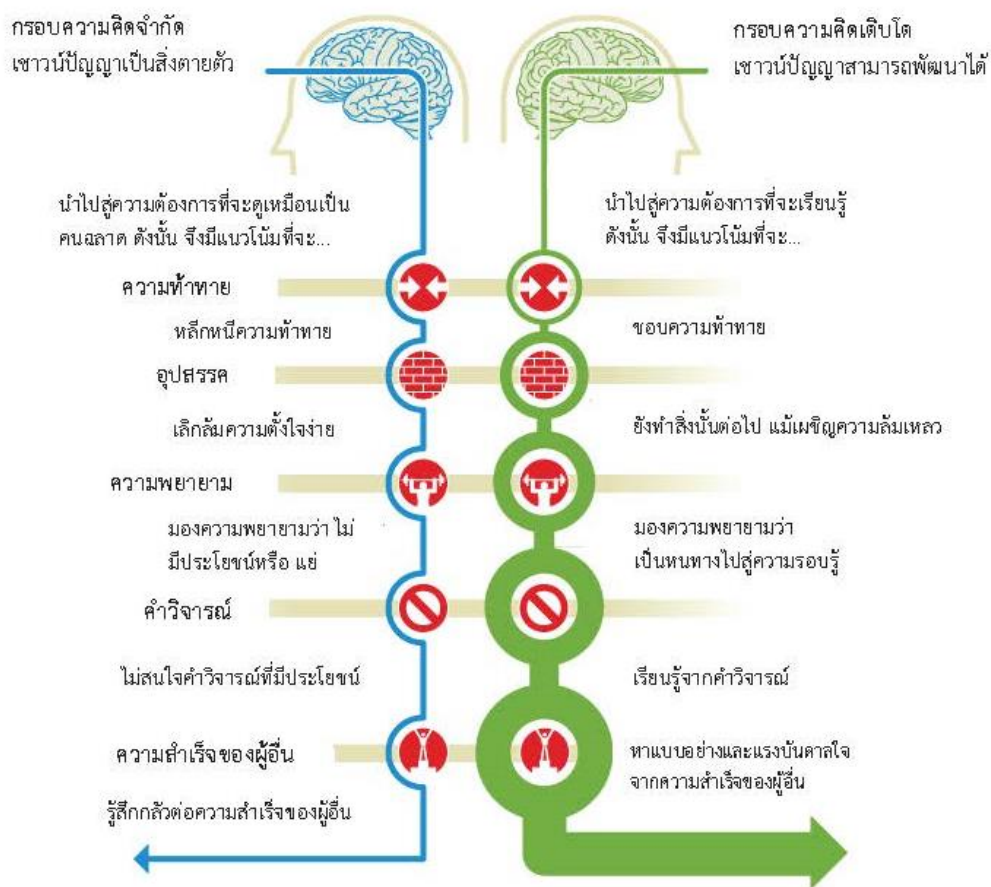 กรอบความคิดจำกัด
เชาวน์ปัญญาเป็นสิ่งตายตัว
กรอบความคิดเติบโต
เชาวน์ปัญญาสามารถพัฒนาได้
นำไปสู่ความต้องการที่จะดูเหมือนเป็น
คนฉลาด ดังนั้น จึงมีแนวโน้มที่จะ...
นำไปสู่ความต้องการที่จะเรียนรู้
ดังนั้น จึงมีแนวโน้มที่จะ...
ความท้าทาย
หลีกหนีความท้าทาย
ชอบความท้าทาย
อุปสรรค
เลิกล้มความตั้งใจง่าย
ยังทำสิ่งนั้นต่อไป แม้เผชิญความล้มเหลว
ความพยายาม
มองความพยายามว่า ไม่
มีประโยชน์หรือ แย่
มองความพยายามว่า
เป็นหนทางไปสู่ความรอบรู้
คำวิจารณ์
ไม่สนใจคำวิจารณ์ที่มีประโยชน์
เรียนรู้จากคำวิจารณ์
ความสำเร็จของผู้อื่น
รู้สึกกลัวต่อความสำเร็จของผู้อื่น
หาแบบอย่างและแรงบันดาลใจ
จากความสำเร็จของผู้อื่น